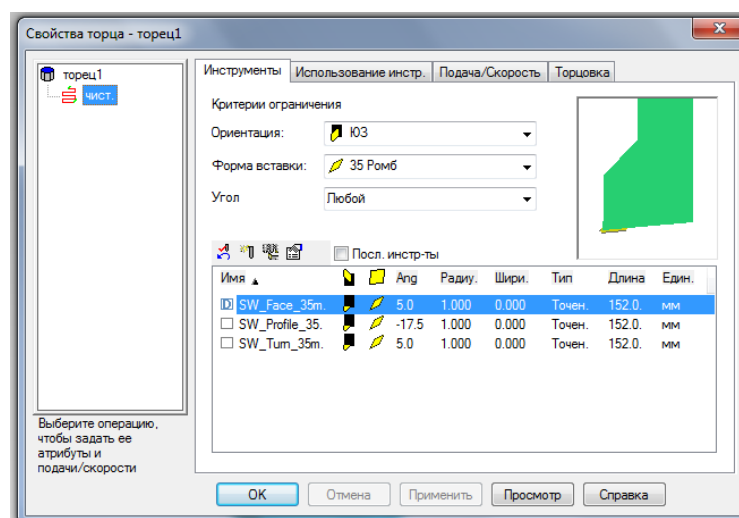 Свойства торца - торец1
торец1
чист.
Выберите операцию,
чтобы задать ее
атрибуты и
подачи/скорости
Инструменты Использование инстр. Подача/Скорость Торцовка
Критерии ограничения
Ориентация: ЮЗ
Форма вставки: 35 Ромб
Угол Любой
Посл. инстр-ты
Имя Ang Радиу. Шири. Тип Длина Един.
D SW_Face_35m. 5.0 1.000 0.000 Точен. 152.0. мм
SW_Profile_35. -17.5 1.000 0.000 Точен. 152.0. мм
SW_Turn_35m. 5.0 1.000 0.000 Точен. 152.0. мм
OK Отмена Применить Просмотр Справка